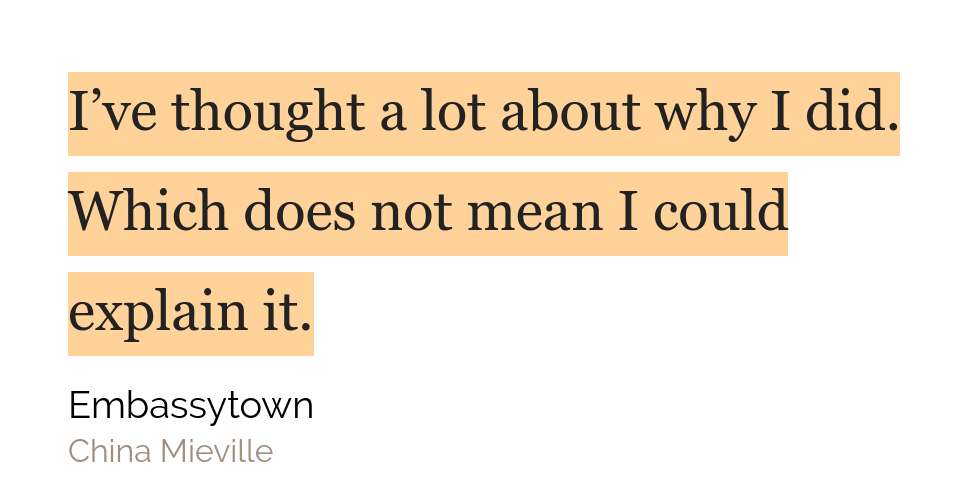 I’ve thought a lot about why I did.
Which does not mean I could
explain it.
Embassytown
China Mieville